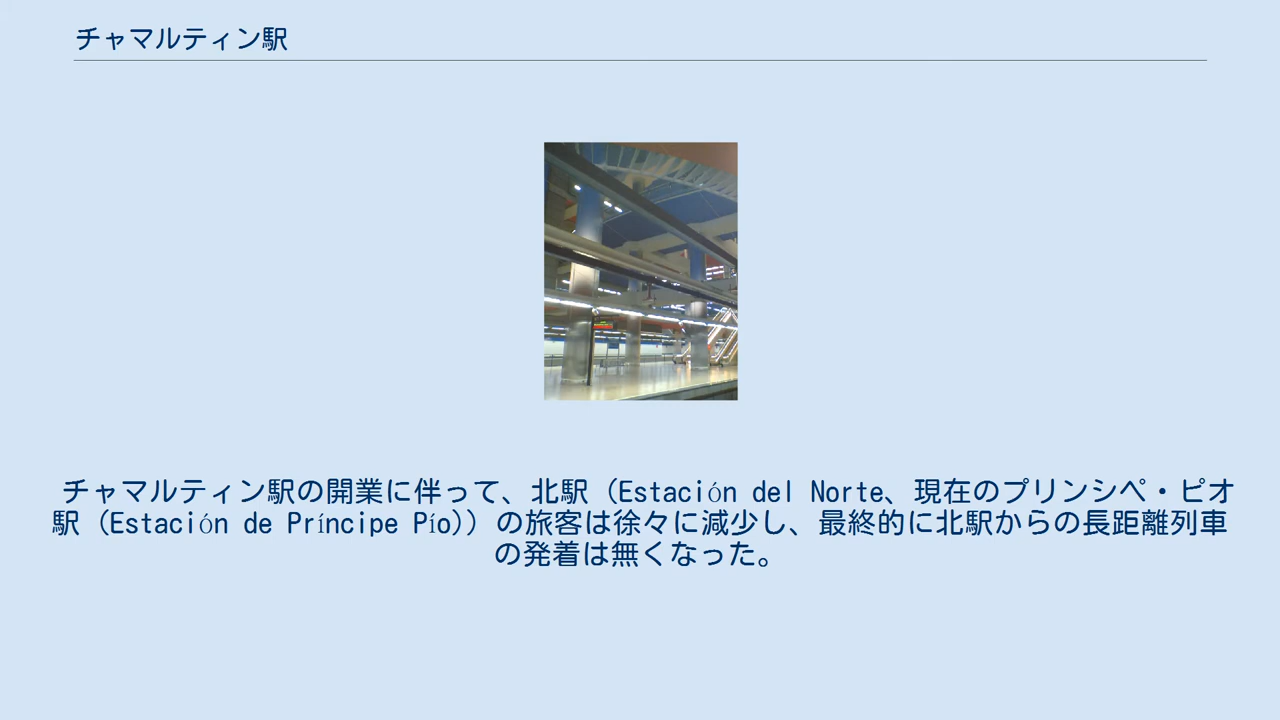 チャマルティン駅
チャマルティン駅の開業に伴って、北駅（Estación del Norte、現在のプリンシペ・ピオ
駅（Estación de Príncipe Pío)）の旅客は徐々に減少し、最終的に北駅からの長距離列車
の発着は無くなった。